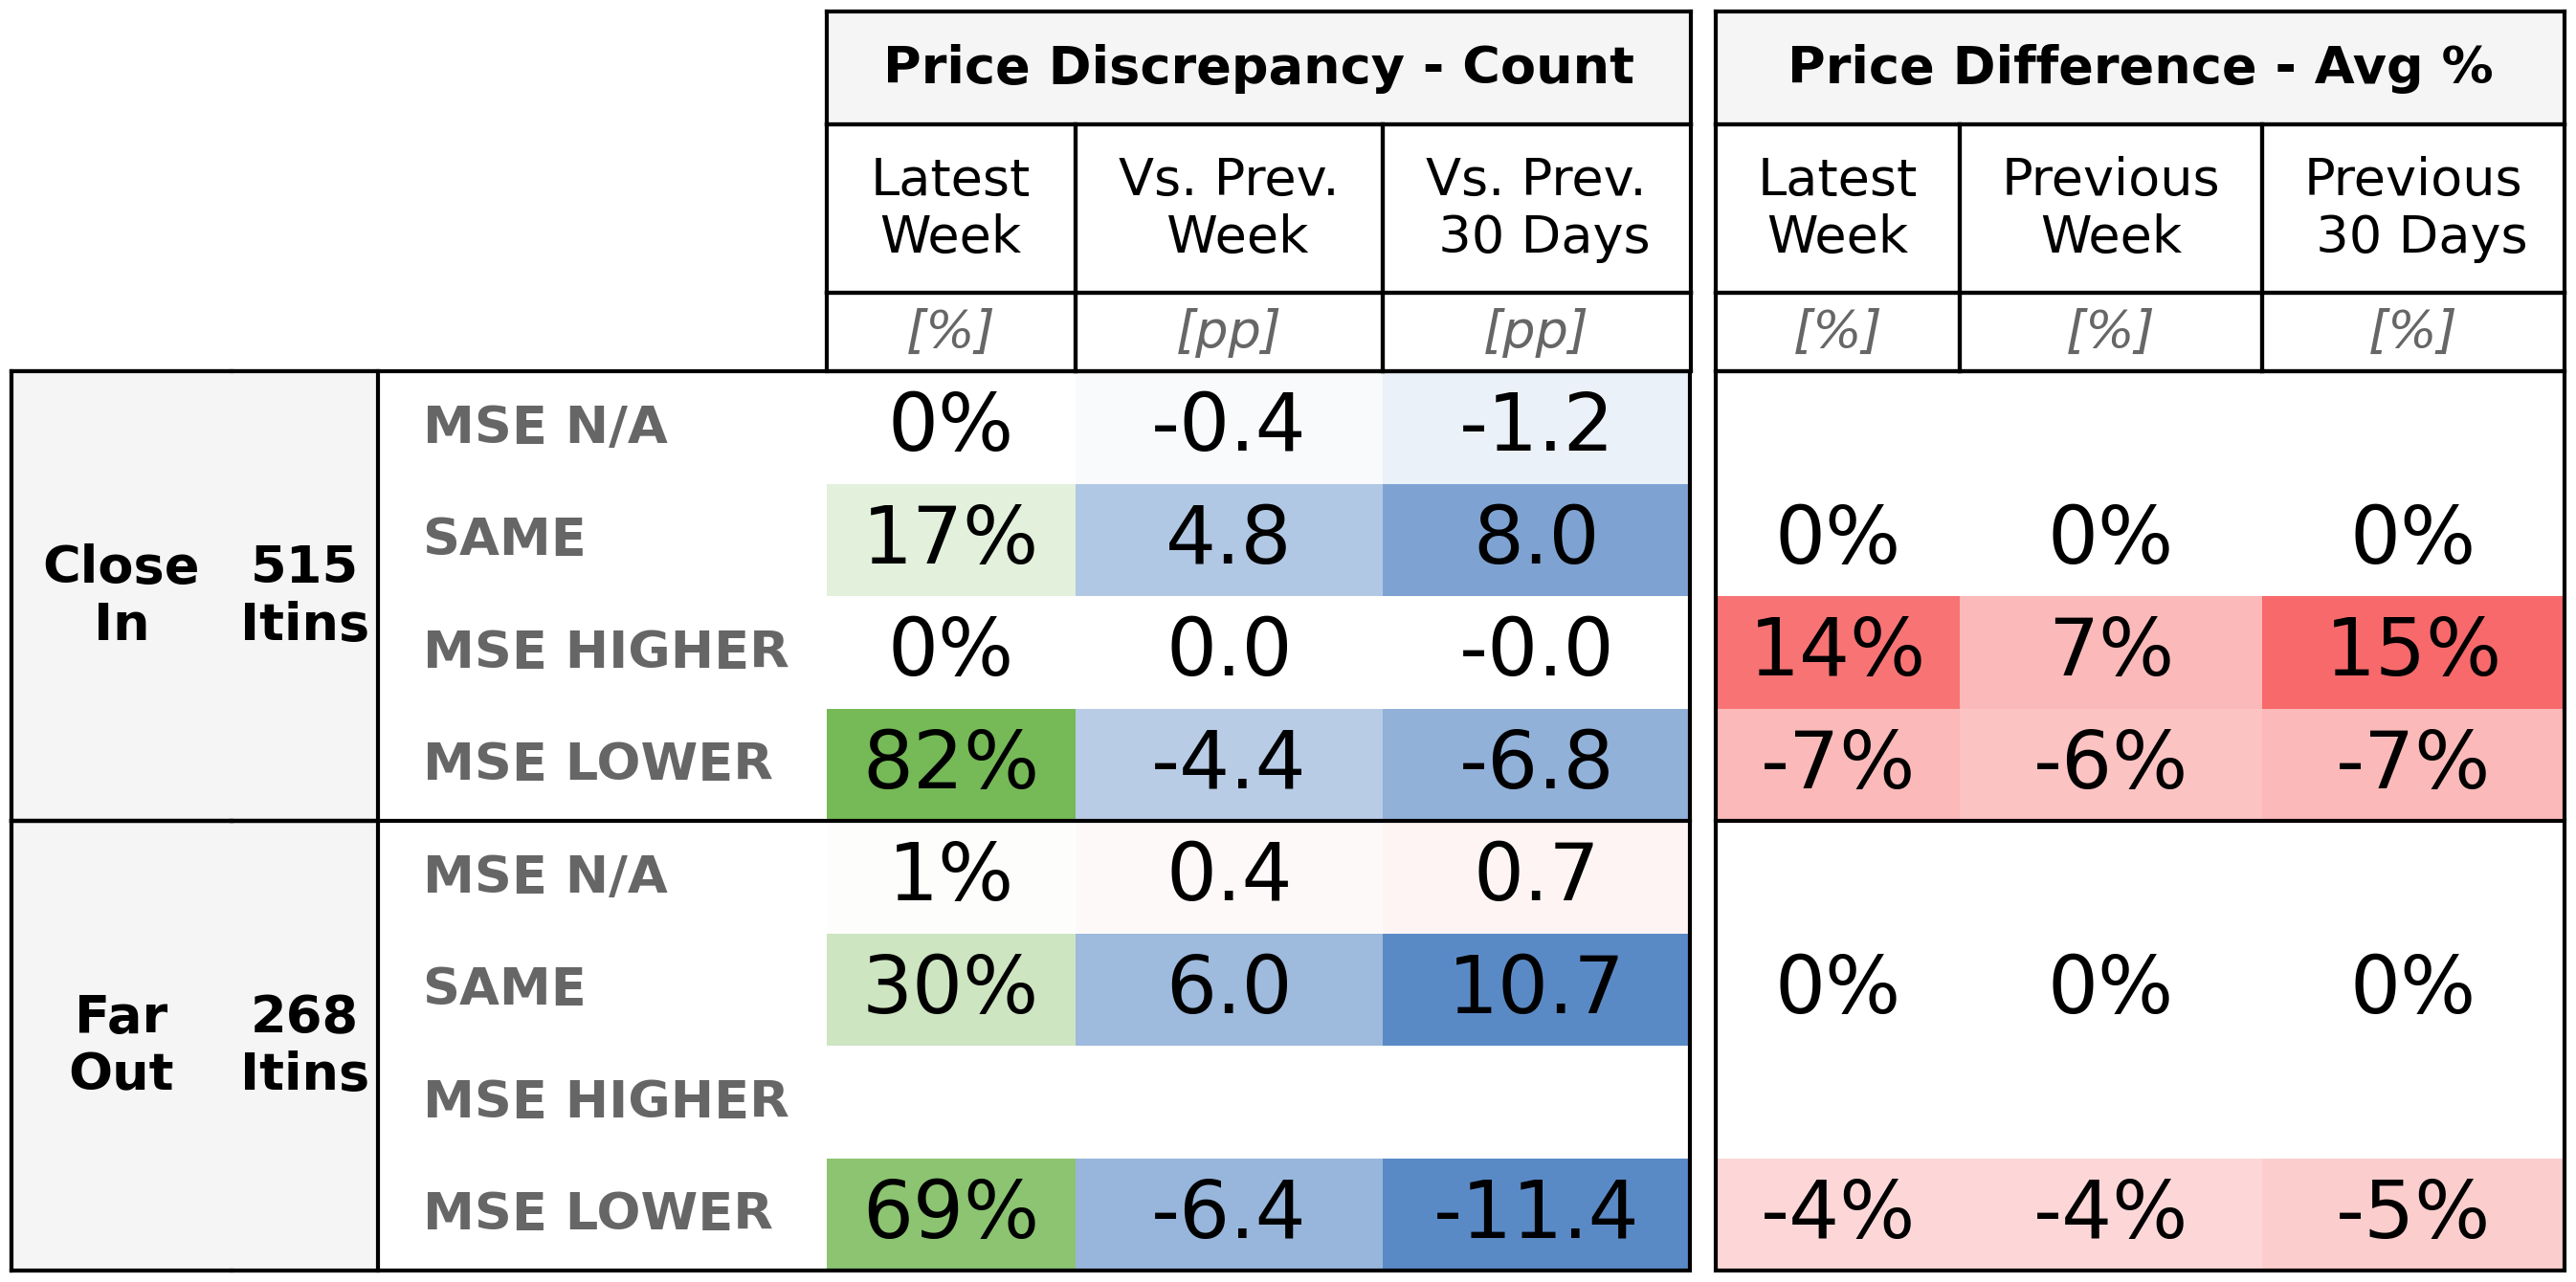 Price Discrepancy - Count Price Difference - Avg %
Latest Week Vs. Prev. Week Vs. Prev. 30 Days Latest Week Previous Week Previous 30 Days
[%] [pp] [pp] [%] [%] [%]
Close In 515 Itins
MSE N/A 0% -0.4 -1.2
SAME 17% 4.8 8.0 0% 0% 0%
MSE HIGHER 0% 0.0 -0.0 14% 7% 15%
MSE LOWER 82% -4.4 -6.8 -7% -6% -7%
Far Out 268 Itins
MSE N/A 1% 0.4 0.7
SAME 30% 6.0 10.7 0% 0% 0%
MSE HIGHER
MSE LOWER 69% -6.4 -11.4 -4% -4% -5%